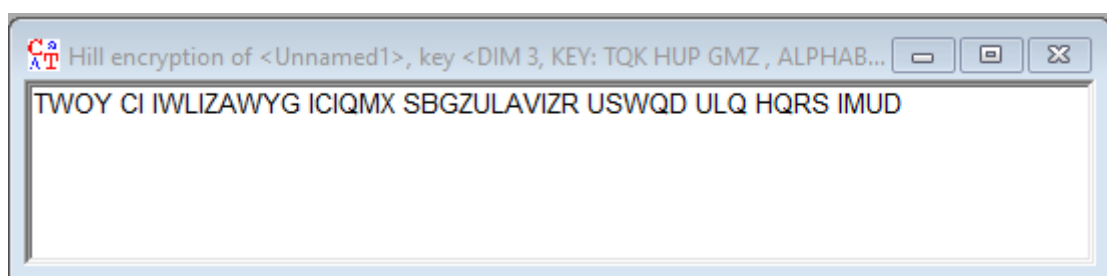 Hill encryption of <Unnamed1>, key <DIM 3, KEY: TQK HUP GMZ , ALPHAB...
TWOY CI IWLIZAWYG ICIQMX SBGZULAVIZR USWQD ULQ HQRS IMUD